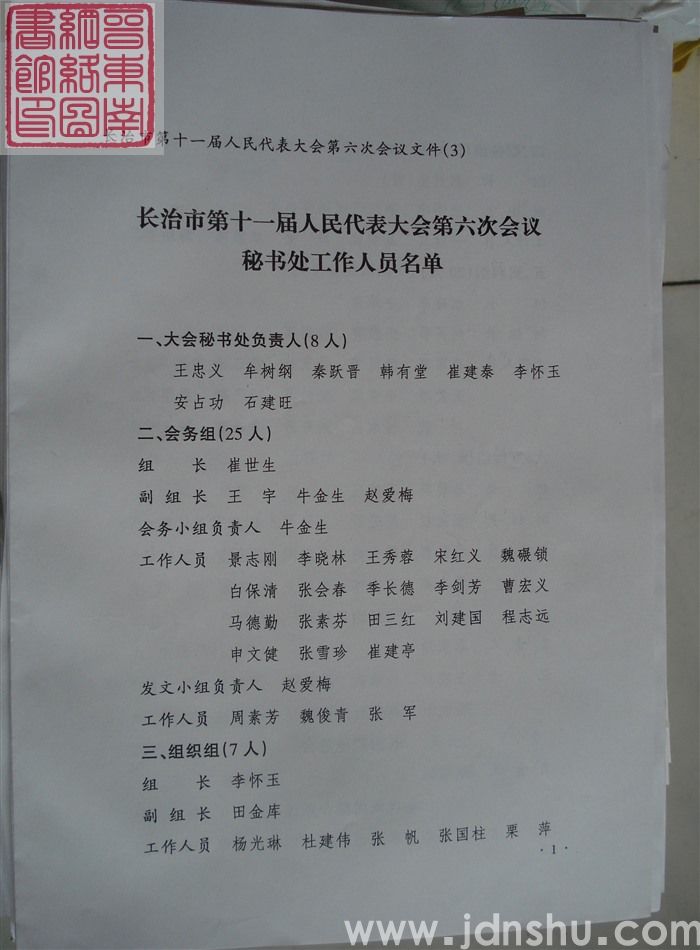 晋东南
网络图
书馆印
长治市第十一届人民代表大会第六次会议文件(3)
长治市第十一届人民代表大会第六次会议
秘书处工作人员名单
一、大会秘书处负责人(8人)
王忠义 牟树纲 秦跃晋 韩有堂 崔建泰 李怀玉
安占功 石建旺
二、会务组(25人)
组 长 崔世生
副 组 长 王 宇 牛金生 赵爱梅
会务小组负责人 牛金生
工作人员 景志刚 李晓林 王秀蓉 宋红义 魏碾锁
白保清 张会春 季长德 李剑芳 曹宏义
马德勤 张素芬 田三红 刘建国 程志远
申文健 张雪珍 崔建亭
发文小组负责人 赵爱梅
工作人员 周素芳 魏俊青 张 军
三、组织组(7人)
组 长 李怀玉
副 组 长 田金库
工作人员 杨光琳 杜建伟 张 帆 张国柱 栗 萍
·1·
www.jdnshu.com